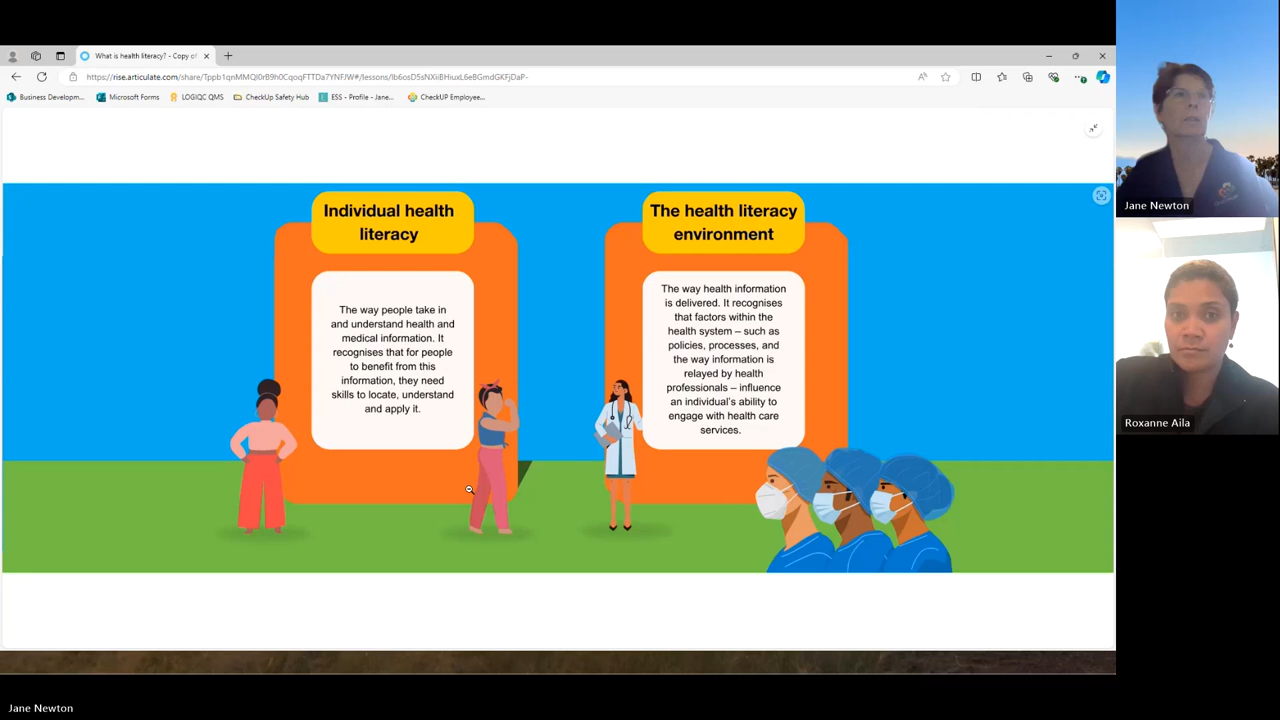 What is health literacy? - Copy of
https://rise.articulate.com/share/
Business Developm...
Microsoft Forms
LOGIQC QMS
CheckUp Safety Hub
ESS - Profile - Jane...
CheckUP Employee...
Individual health
literacy
The way people take in
and understand health and
medical information. It
recognises that for people
to benefit from this
information, they need
skills to locate, understand
and apply it.
The health literacy
environment
The way health information
is delivered. It recognises
that factors within the
health system – such as
policies, processes, and
the way information is
relayed by health
professionals – influence
an individual's ability to
engage with health care
services.
Jane Newton
Roxanne Aila
Jane Newton